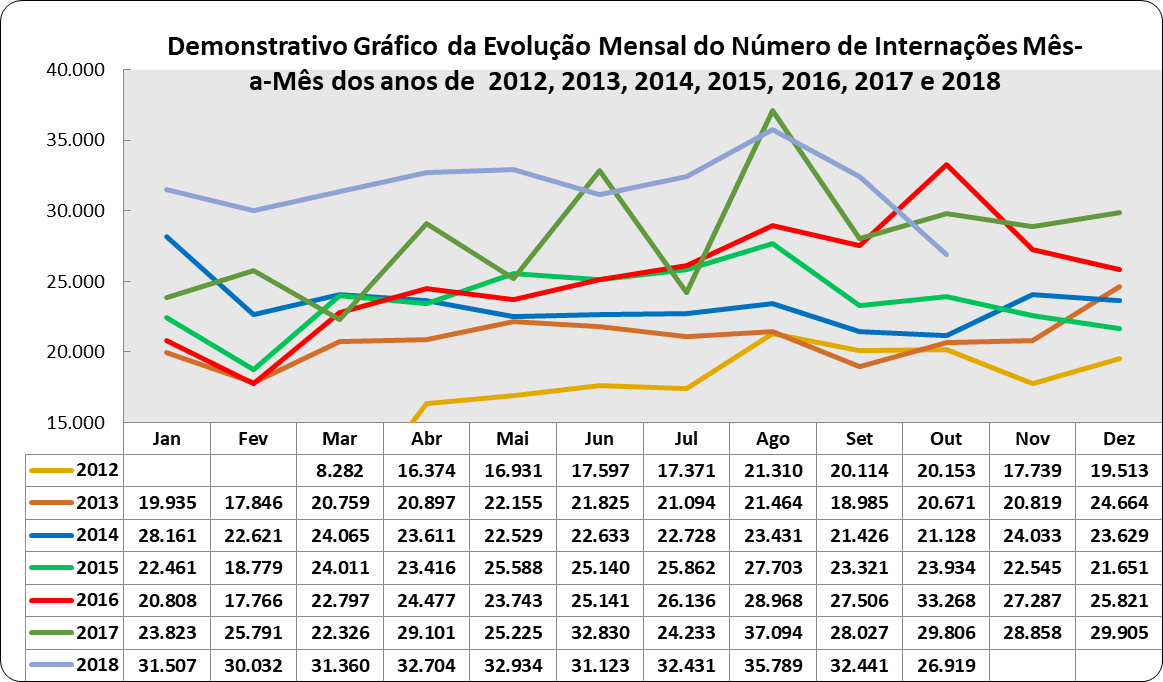 Demonstrativo Gráfico da Evolução Mensal do Número de Internações Mês-
a-Mês dos anos de 2012, 2013, 2014, 2015, 2016, 2017 e 2018
40.000
35.000
30.000
25.000
20.000
15.000
Jan Fev Mar Abr Mai Jun Jul Ago Set Out Nov Dez
2012 8.282 16.374 16.931 17.597 17.371 21.310 20.114 20.153 17.739 19.513
2013 19.935 17.846 20.759 20.897 22.155 21.825 21.094 21.464 18.985 20.671 20.819 24.664
2014 28.161 22.621 24.065 23.611 22.529 22.633 22.728 23.431 21.426 21.128 24.033 23.629
2015 22.461 18.779 24.011 23.416 25.588 25.140 25.862 27.703 23.321 23.934 22.545 21.651
2016 20.808 17.766 22.797 24.477 23.743 25.141 26.136 28.968 27.506 33.268 27.287 25.821
2017 23.823 25.791 22.326 29.101 25.225 32.830 24.233 37.094 28.027 29.806 28.858 29.905
2018 31.507 30.032 31.360 32.704 32.934 31.123 32.431 35.789 32.441 26.919